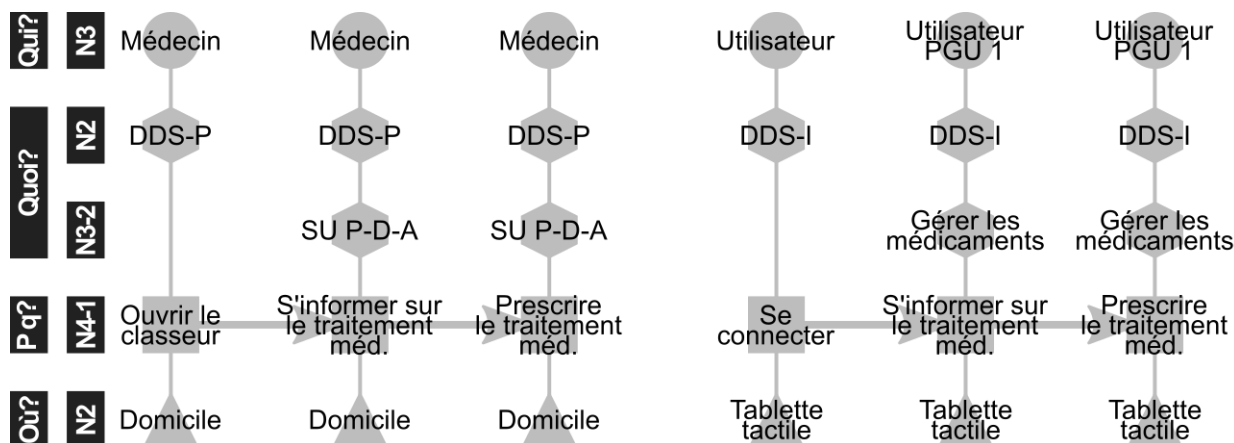 Qui? N3 Médecin Médecin Médecin Utilisateur Utilisateur PGU 1 Utilisateur PGU 1
Quoi?
N2 DDS-P DDS-P DDS-P DDS-I DDS-I DDS-I
N3-2 SU P-D-A SU P-D-A Gérer les médicaments Gérer les médicaments
P q? N4-1 Ouvrir le classeur S'informer sur le traitement méd. Prescrire le traitement méd. Se connecter S'informer sur le traitement méd. Prescrire le traitement méd.
Où? N2 Domicile Domicile Domicile Tablette tactile Tablette tactile Tablette tactile